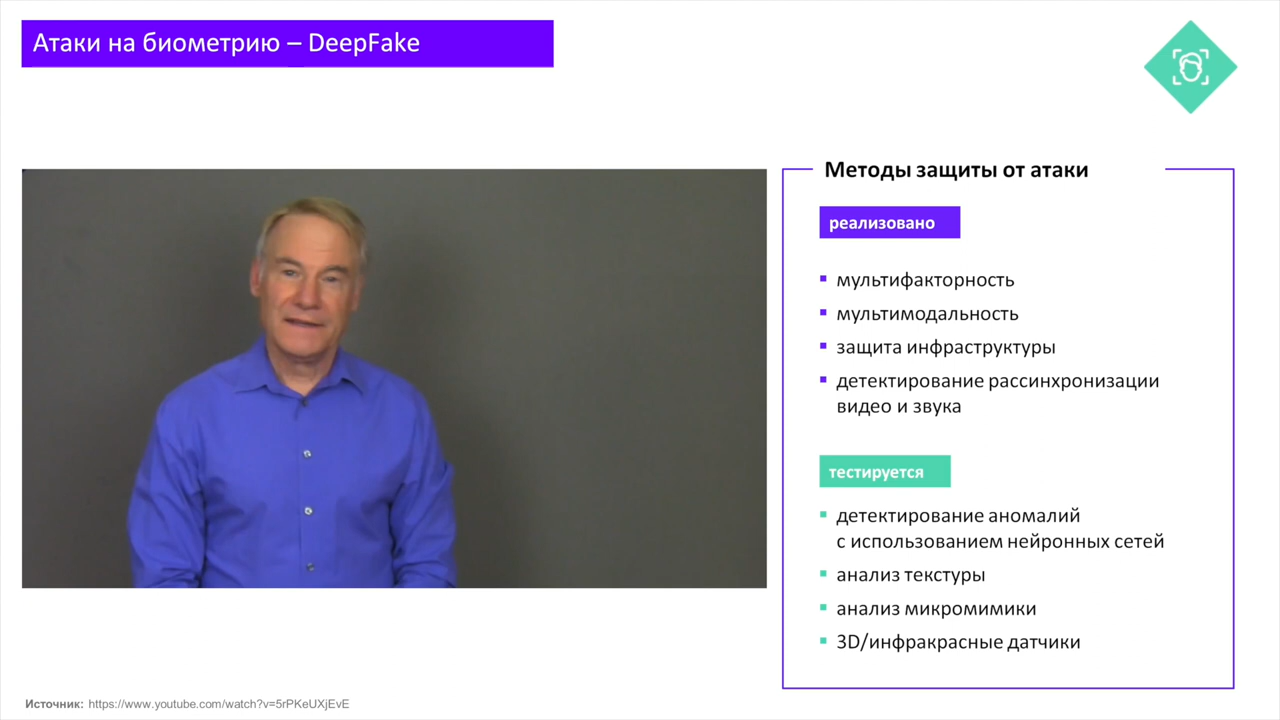 Атаки на биометрию – DeepFake
Методы защиты от атаки
реализовано
мультифакторность
мультимодальность
защита инфраструктуры
детектирование рассинхронизации
видео и звука
тестируется
детектирование аномалий
с использованием нейронных сетей
анализ текстуры
анализ микромимики
3D/инфракрасные датчики
Источник: https://www.youtube.com/watch?v=5rPKeUXjEvE